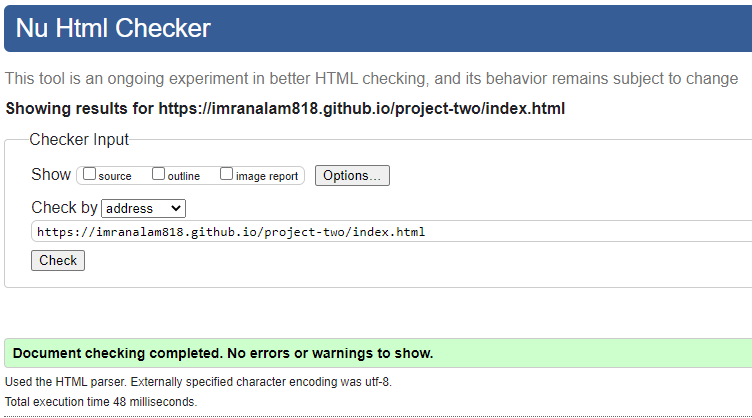 Nu Html Checker
This tool is an ongoing experiment in better HTML checking, and its behavior remains subject to change
Showing results for https://imranalam818.github.io/project-two/index.html
Checker Input
Show source outline image report Options...
Check by address
https://imranalam818.github.io/project-two/index.html
Check
Document checking completed. No errors or warnings to show.
Used the HTML parser. Externally specified character encoding was utf-8.
Total execution time 48 milliseconds.